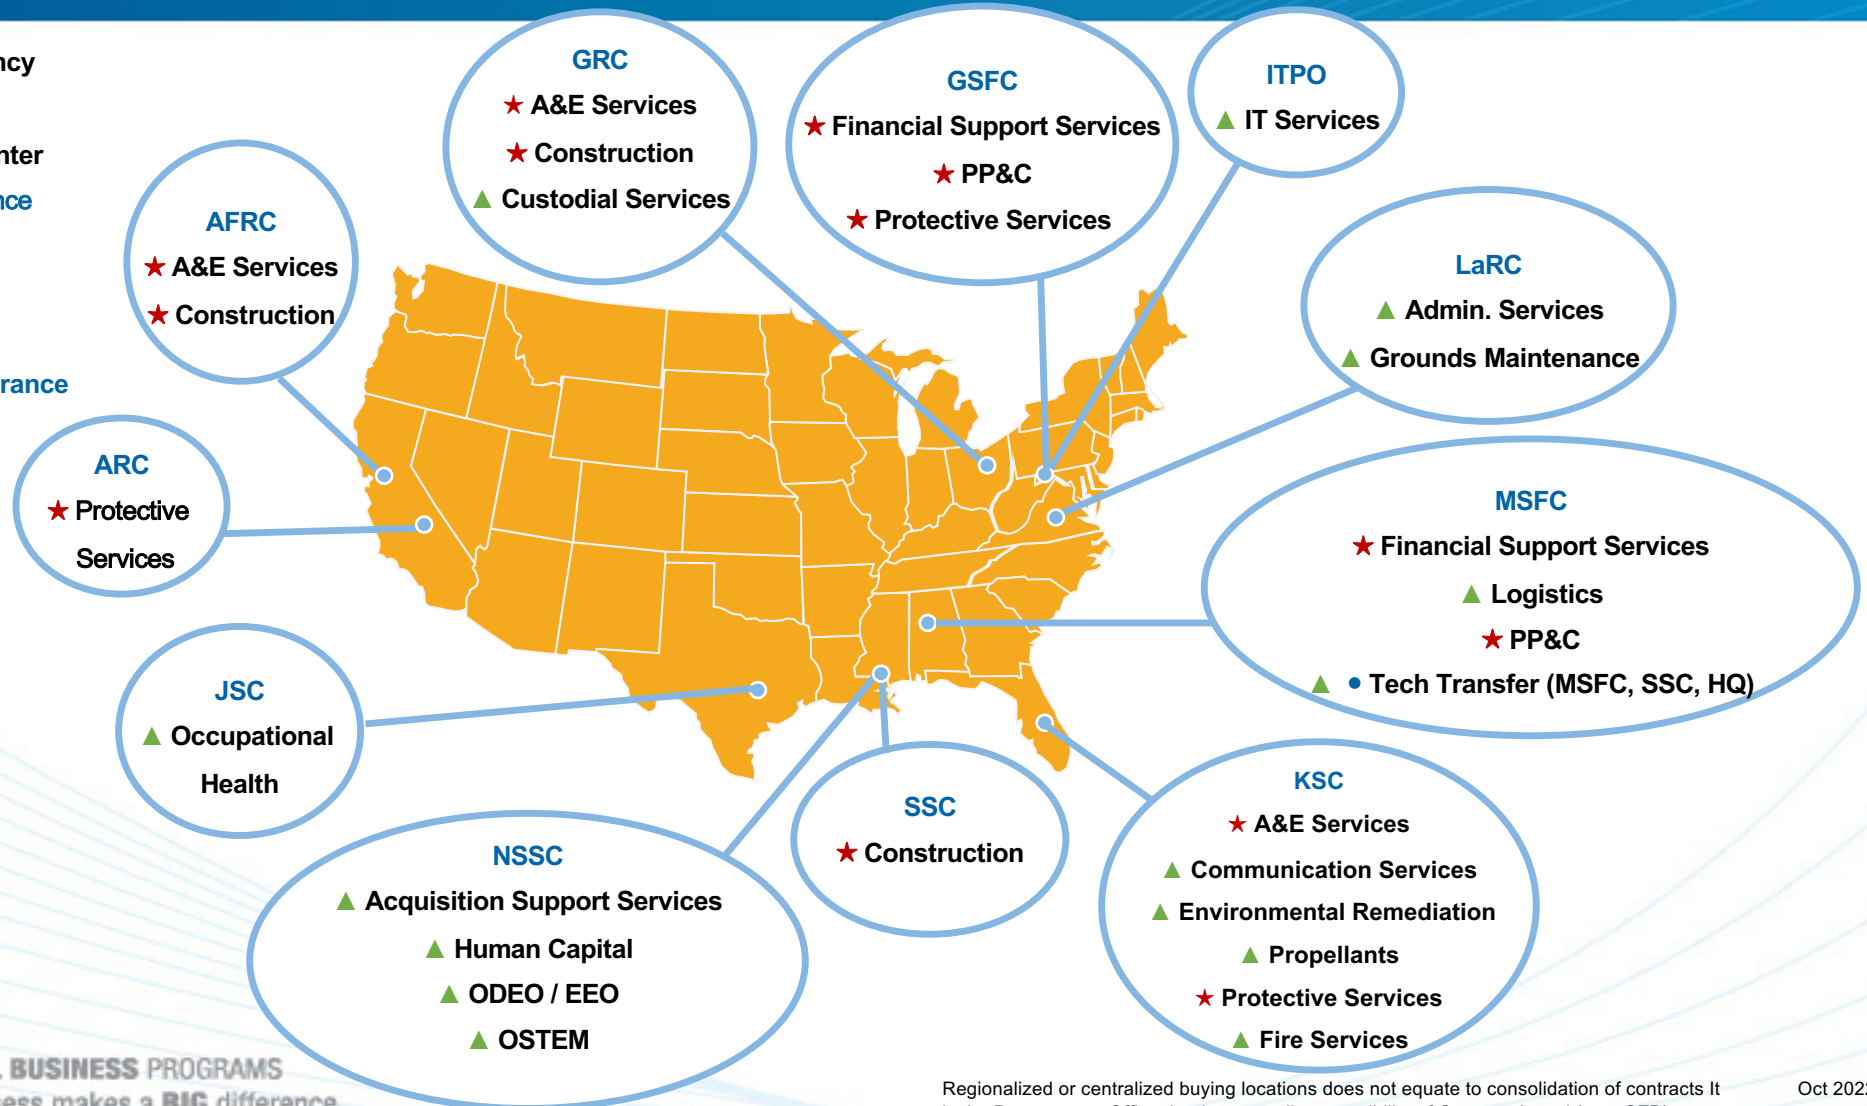 GRC
★ A&E Services
★ Construction
▲ Custodial Services
GSFC
★ Financial Support Services
★ PP&C
★ Protective Services
ITPO
▲ IT Services
AFRC
★ A&E Services
★ Construction
LaRC
▲ Admin. Services
▲ Grounds Maintenance
ARC
★ Protective
Services
MSFC
★ Financial Support Services
▲ Logistics
★ PP&C
▲ • Tech Transfer (MSFC, SSC, HQ)
JSC
▲ Occupational
Health
SSC
★ Construction
KSC
★ A&E Services
▲ Communication Services
▲ Environmental Remediation
▲ Propellants
★ Protective Services
▲ Fire Services
NSSC
▲ Acquisition Support Services
▲ Human Capital
▲ ODEO / EEO
▲ OSTEM
BUSINESS PROGRAMS
makes a BIG difference
Regionalized or centralized buying locations does not equate to consolidation of contracts It
Oct 202